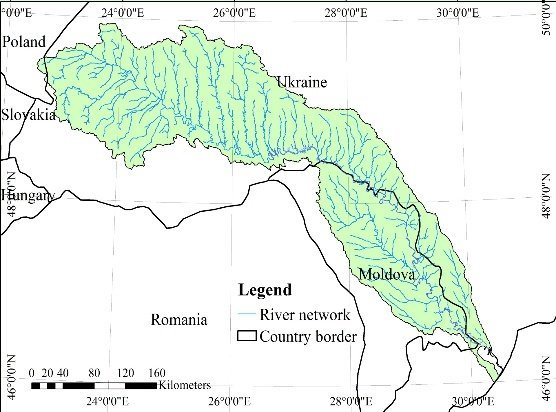 0°0'0"E 24°0'0"E 26°0'0"E 28°0'0"E 30°0'0"E
50°0'0"N
Poland
Ukraine
Slovakia
Hungary
48°0'0"N
48°0'0"N
Moldova
Legend
River network
Country border
Romania
0 20 40 80 120 160
Kilometers
46°0'0"N
46°0'0"N
24°0'0"E 26°0'0"E 28°0'0"E 30°0'0"E